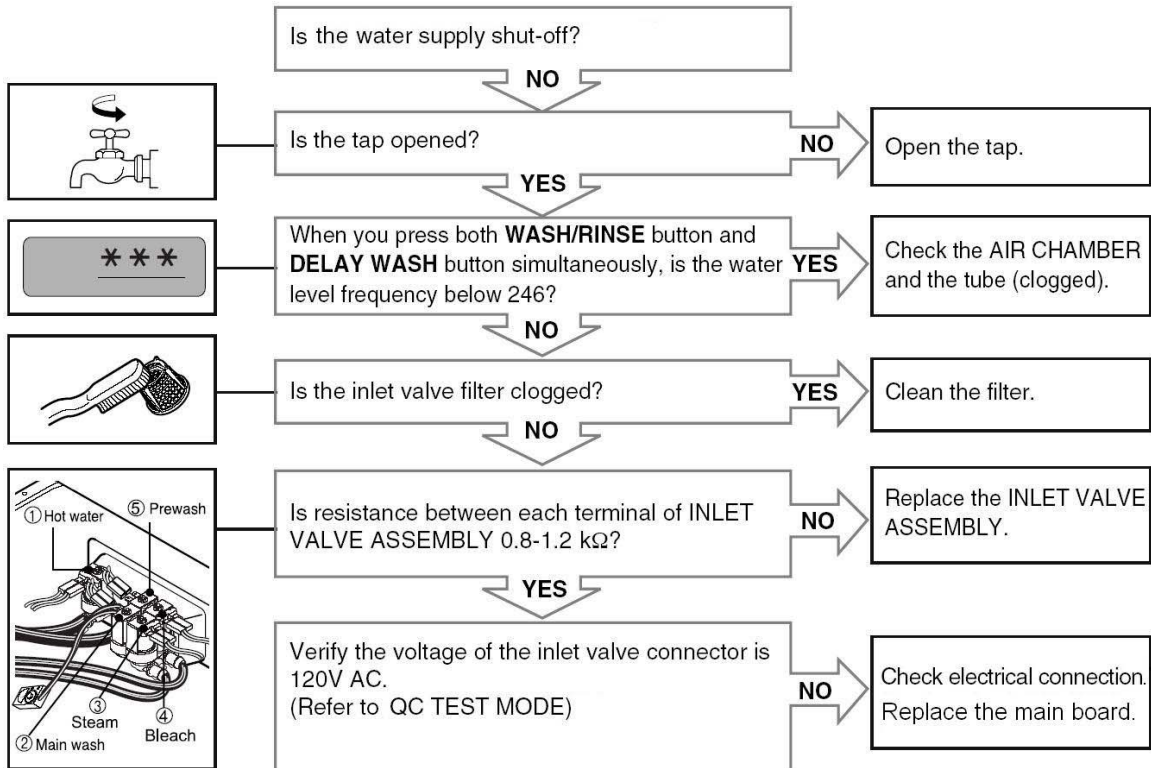 Is the water supply shut-off?
NO
Is the tap opened?
NO
Open the tap.
YES
* * *
When you press both WASH/RINSE button and
DELAY WASH button simultaneously, is the water
level frequency below 246?
YES
Check the AIR CHAMBER
and the tube (clogged).
NO
Is the inlet valve filter clogged?
YES
Clean the filter.
NO
① Hot water
⑤ Prewash
③
Steam
④
Bleach
② Main wash
Is resistance between each terminal of INLET
VALVE ASSEMBLY 0.8-1.2 kΩ?
NO
Replace the INLET VALVE
ASSEMBLY.
YES
Verify the voltage of the inlet valve connector is
120V AC.
(Refer to QC TEST MODE)
NO
Check electrical connection.
Replace the main board.